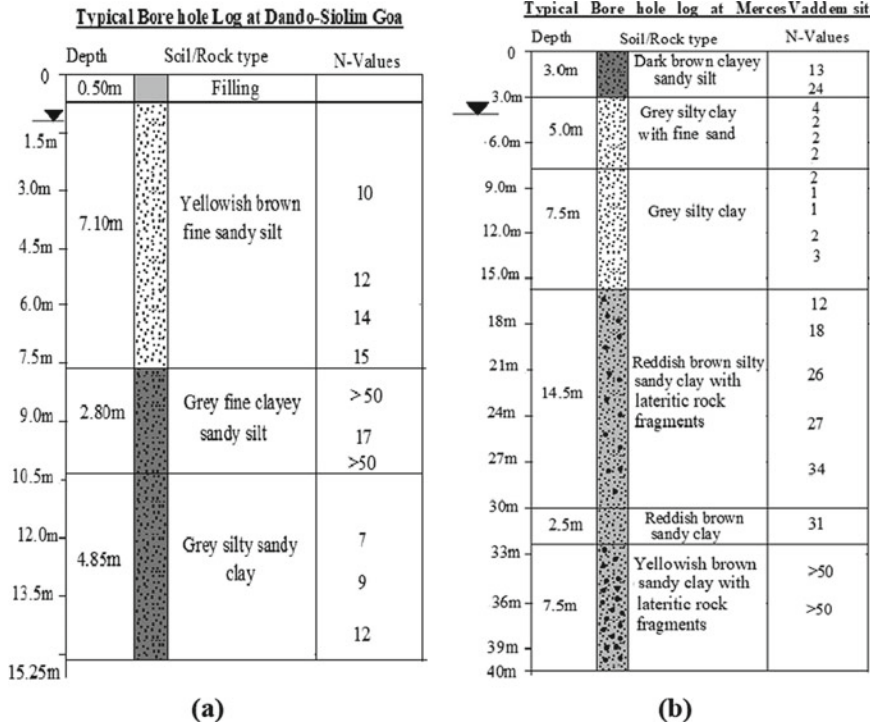 Typical Bore hole Log at Dando-Siolim Goa
Depth Soil/Rock type N-Values
0
0.50m Filling
1.5m
3.0m
10
7.10m
Yellowish brown
fine sandy silt
4.5m
12
6.0m
14
7.5m
15
>50
2.80m
Grey fine clayey
sandy silt
9.0m
17
>50
10.5m
12.0m
7
4.85m
Grey silty sandy
clay
9
13.5m
12
15.25m
(a)
Typical Bore hole log at Merces Vaddem sit
Depth Soil/Rock type N-Values
0
3.0m
Dark brown clayey
sandy silt
13
24
3.0m
5.0m
Grey silty clay
with fine sand
4
2
2
2
6.0m
9.0m
7.5m
Grey silty clay
2
1
1
2
3
12.0m
15.0m
12
18m
18
21m
14.5m
Reddish brown silty
sandy clay with
lateritic rock
fragments
26
24m
27
27m
34
30m
2.5m
Reddish brown
sandy clay
31
33m
7.5m
Yellowish brown
sandy clay with
lateritic rock
fragments
>50
>50
36m
39m
40m
(b)